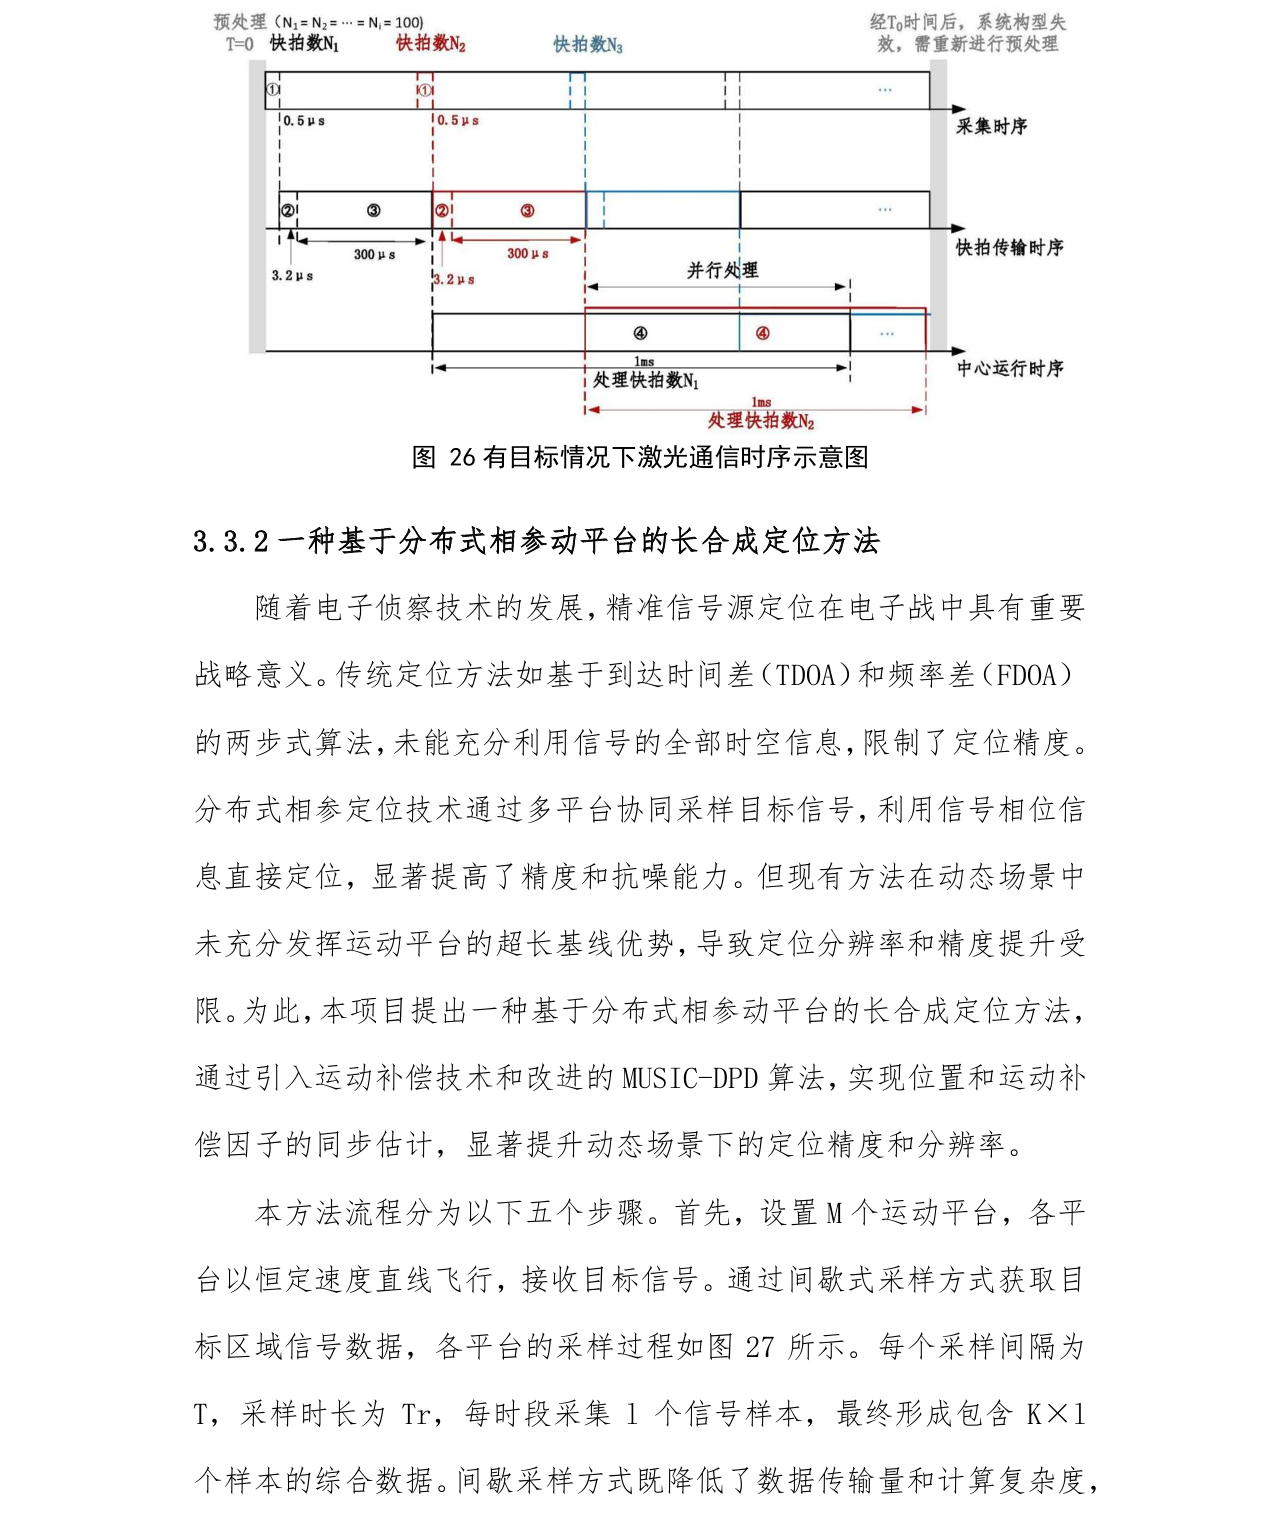 预处理（N₁ = N₂ = ··· = Nᵢ = 100）
T=0 快拍数N₁ 快拍数N₂ 快拍数N₃
经T₀时间后，系统构型失
效，需重新进行预处理
① ① ···
0.5μs 0.5μs
采集时序
② ③ ② ③ ···
300μs 300μs
快拍传输时序
3.2μs 3.2μs
并行处理
④ ④ ···
1ms
中心运行时序
处理快拍数N₁
1ms
处理快拍数N₂
图 26 有目标情况下激光通信时序示意图
3.3.2 一种基于分布式相参动平台的长合成定位方法
随着电子侦察技术的发展，精准信号源定位在电子战中具有重要
战略意义。传统定位方法如基于到达时间差（TDOA）和频率差（FDOA）
的两步式算法，未能充分利用信号的全部时空信息，限制了定位精度。
分布式相参定位技术通过多平台协同采样目标信号，利用信号相位信
息直接定位，显著提高了精度和抗噪能力。但现有方法在动态场景中
未充分发挥运动平台的超长基线优势，导致定位分辨率和精度提升受
限。为此，本项目提出一种基于分布式相参动平台的长合成定位方法，
通过引入运动补偿技术和改进的 MUSIC-DPD 算法，实现位置和运动补
偿因子的同步估计，显著提升动态场景下的定位精度和分辨率。
本方法流程分为以下五个步骤。首先，设置 M 个运动平台，各平
台以恒定速度直线飞行，接收目标信号。通过间歇式采样方式获取目
标区域信号数据，各平台的采样过程如图 27 所示。每个采样间隔为
T，采样时长为 Tr，每时段采集 l 个信号样本，最终形成包含 K×l
个样本的综合数据。间歇采样方式既降低了数据传输量和计算复杂度，